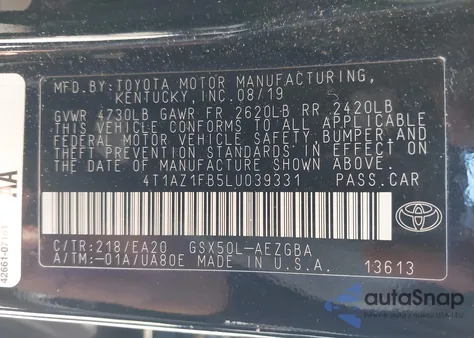 MFD.BY: TOYOTA MOTOR MANUFACTURING,
KENTUCKY, INC. 08/19
GVWR 4730LB GAWR FR 2620LB RR 2420LB
THIS VEHICLE CONFORMS TO ALL APPLICABLE
FEDERAL MOTOR VEHICLE SAFETY, BUMPER AND
THEFT PREVENTION STANDARDS IN EFFECT ON
THE DATE OF MANUFACTURE SHOWN ABOVE.
4T1AZ1FB5LU039331 PASS.CAR
C/TR:218/EA20 GSX50L-AEZGBA
A/TM:-01A/UA80E MADE IN U.S.A.
13613
TOYOTA
autoSnap